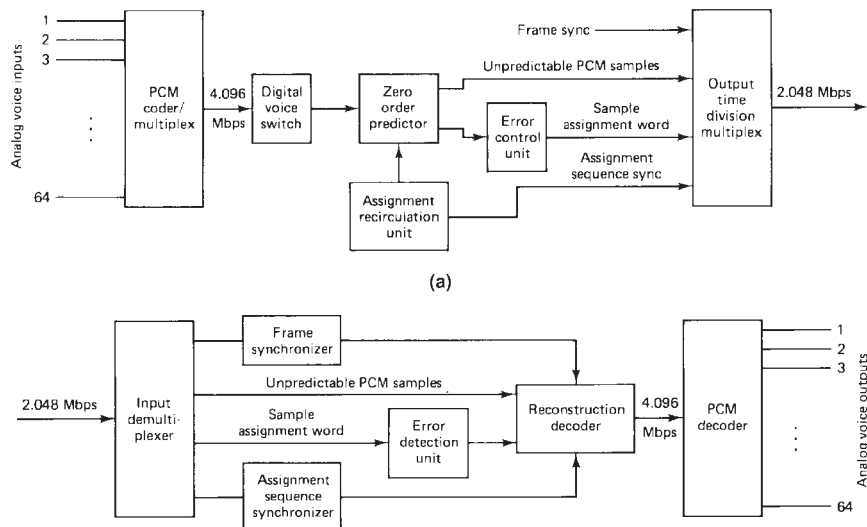 Analog voice inputs
1
2
3
64
PCM
coder/
multiplex
4.096
Mbps
Digital
voice
switch
Zero
order
predictor
Assignment
recirculation
unit
Error
control
unit
Frame sync
Unpredictable PCM samples
Sample
assignment word
Assignment
sequence sync
Output
time
division
multiplex
2.048 Mbps
(a)
2.048 Mbps
Input
demulti-
plexer
Frame
synchronizer
Unpredictable PCM samples
Sample
assignment word
Error
detection
unit
Assignment
sequence
synchronizer
Reconstruction
decoder
4.096
Mbps
PCM
decoder
1
2
3
64
Analog voice outputs